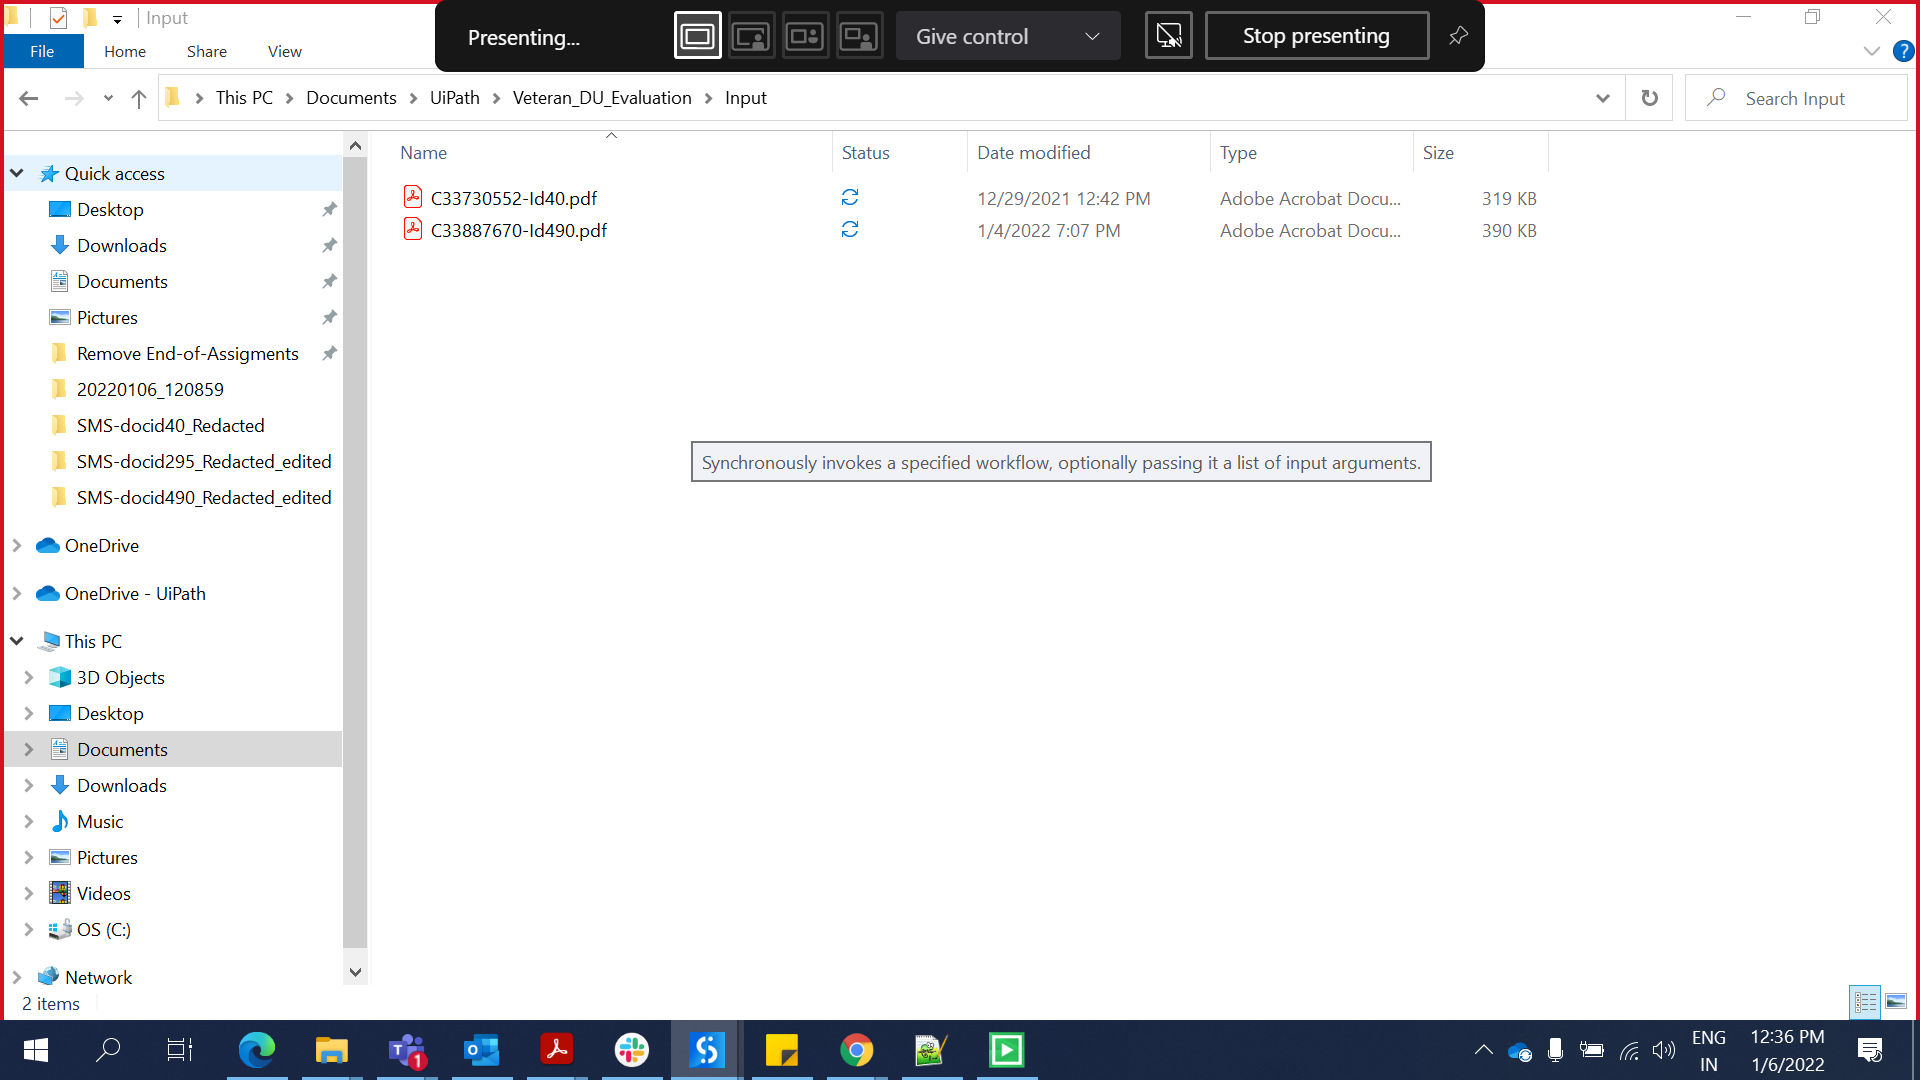 Input
Presenting...
Give control
Stop presenting
File Home Share View
?
This PC Documents UiPath Veteran_DU_Evaluation Input
Search Input
Name Status Date modified Type Size
C33730552-Id40.pdf 12/29/2021 12:42 PM Adobe Acrobat Docu... 319 KB
C33887670-Id490.pdf 1/4/2022 7:07 PM Adobe Acrobat Docu... 390 KB
Quick access
Desktop
Downloads
Documents
Pictures
Remove End-of-Assigments
20220106_120859
SMS-docid40_Redacted
SMS-docid295_Redacted_edited
SMS-docid490_Redacted_edited
OneDrive
OneDrive - UiPath
This PC
3D Objects
Desktop
Documents
Downloads
Music
Pictures
Videos
OS (C:)
Network
Synchronously invokes a specified workflow, optionally passing it a list of input arguments.
2 items
1
ENG
IN
12:36 PM
1/6/2022